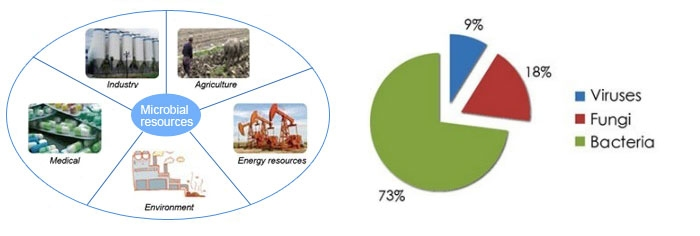 Industry
Agriculture
Microbial
resources
Medical
Energy resources
Environment
9%
18%
73%
Viruses
Fungi
Bacteria